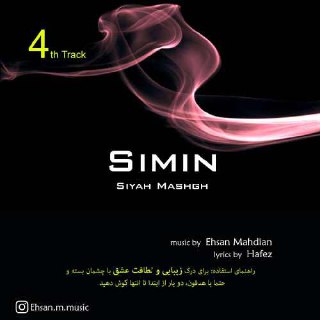 4th Track
SIMIN
SIYAH MASHGH
music by Ehsan Mahdian
lyrics by Hafez
راهنمای استفاده: برای درک زیبایی و لطافت عشق با چشمان بسته و
حتما با هدفون، دو بار از ابتدا تا انتها گوش دهید
Ehsan.m.music